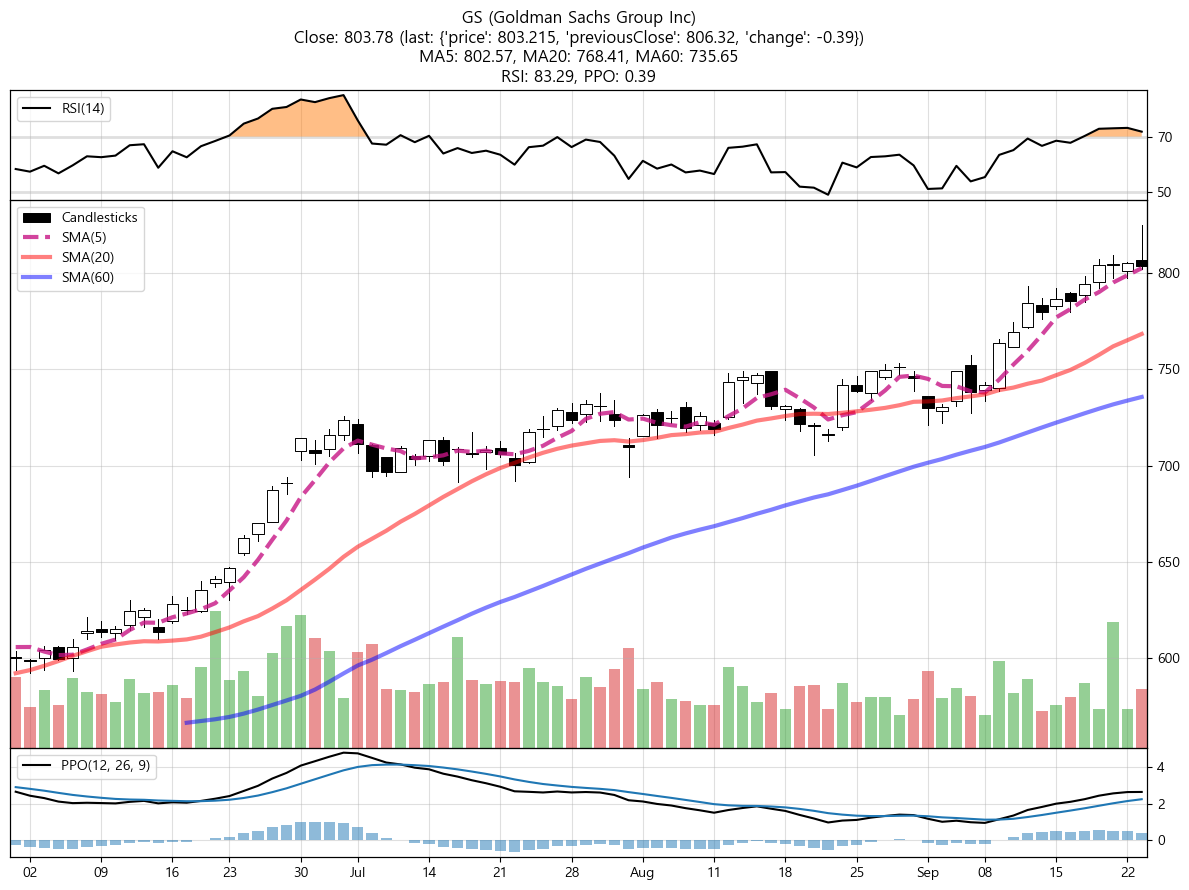 GS (Goldman Sachs Group Inc)
Close: 803.78 (last: {'price': 803.215, 'previousClose': 806.32, 'change': -0.39})
MA5: 802.57, MA20: 768.41, MA60: 735.65
RSI: 83.29, PPO: 0.39
RSI(14)
70
50
Candlesticks
SMA(5)
SMA(20)
SMA(60)
800
750
700
650
600
PPO(12, 26, 9)
4
2
0
02 09 16 23 30 Jul 14 21 28 Aug 11 18 25 Sep 08 15 22